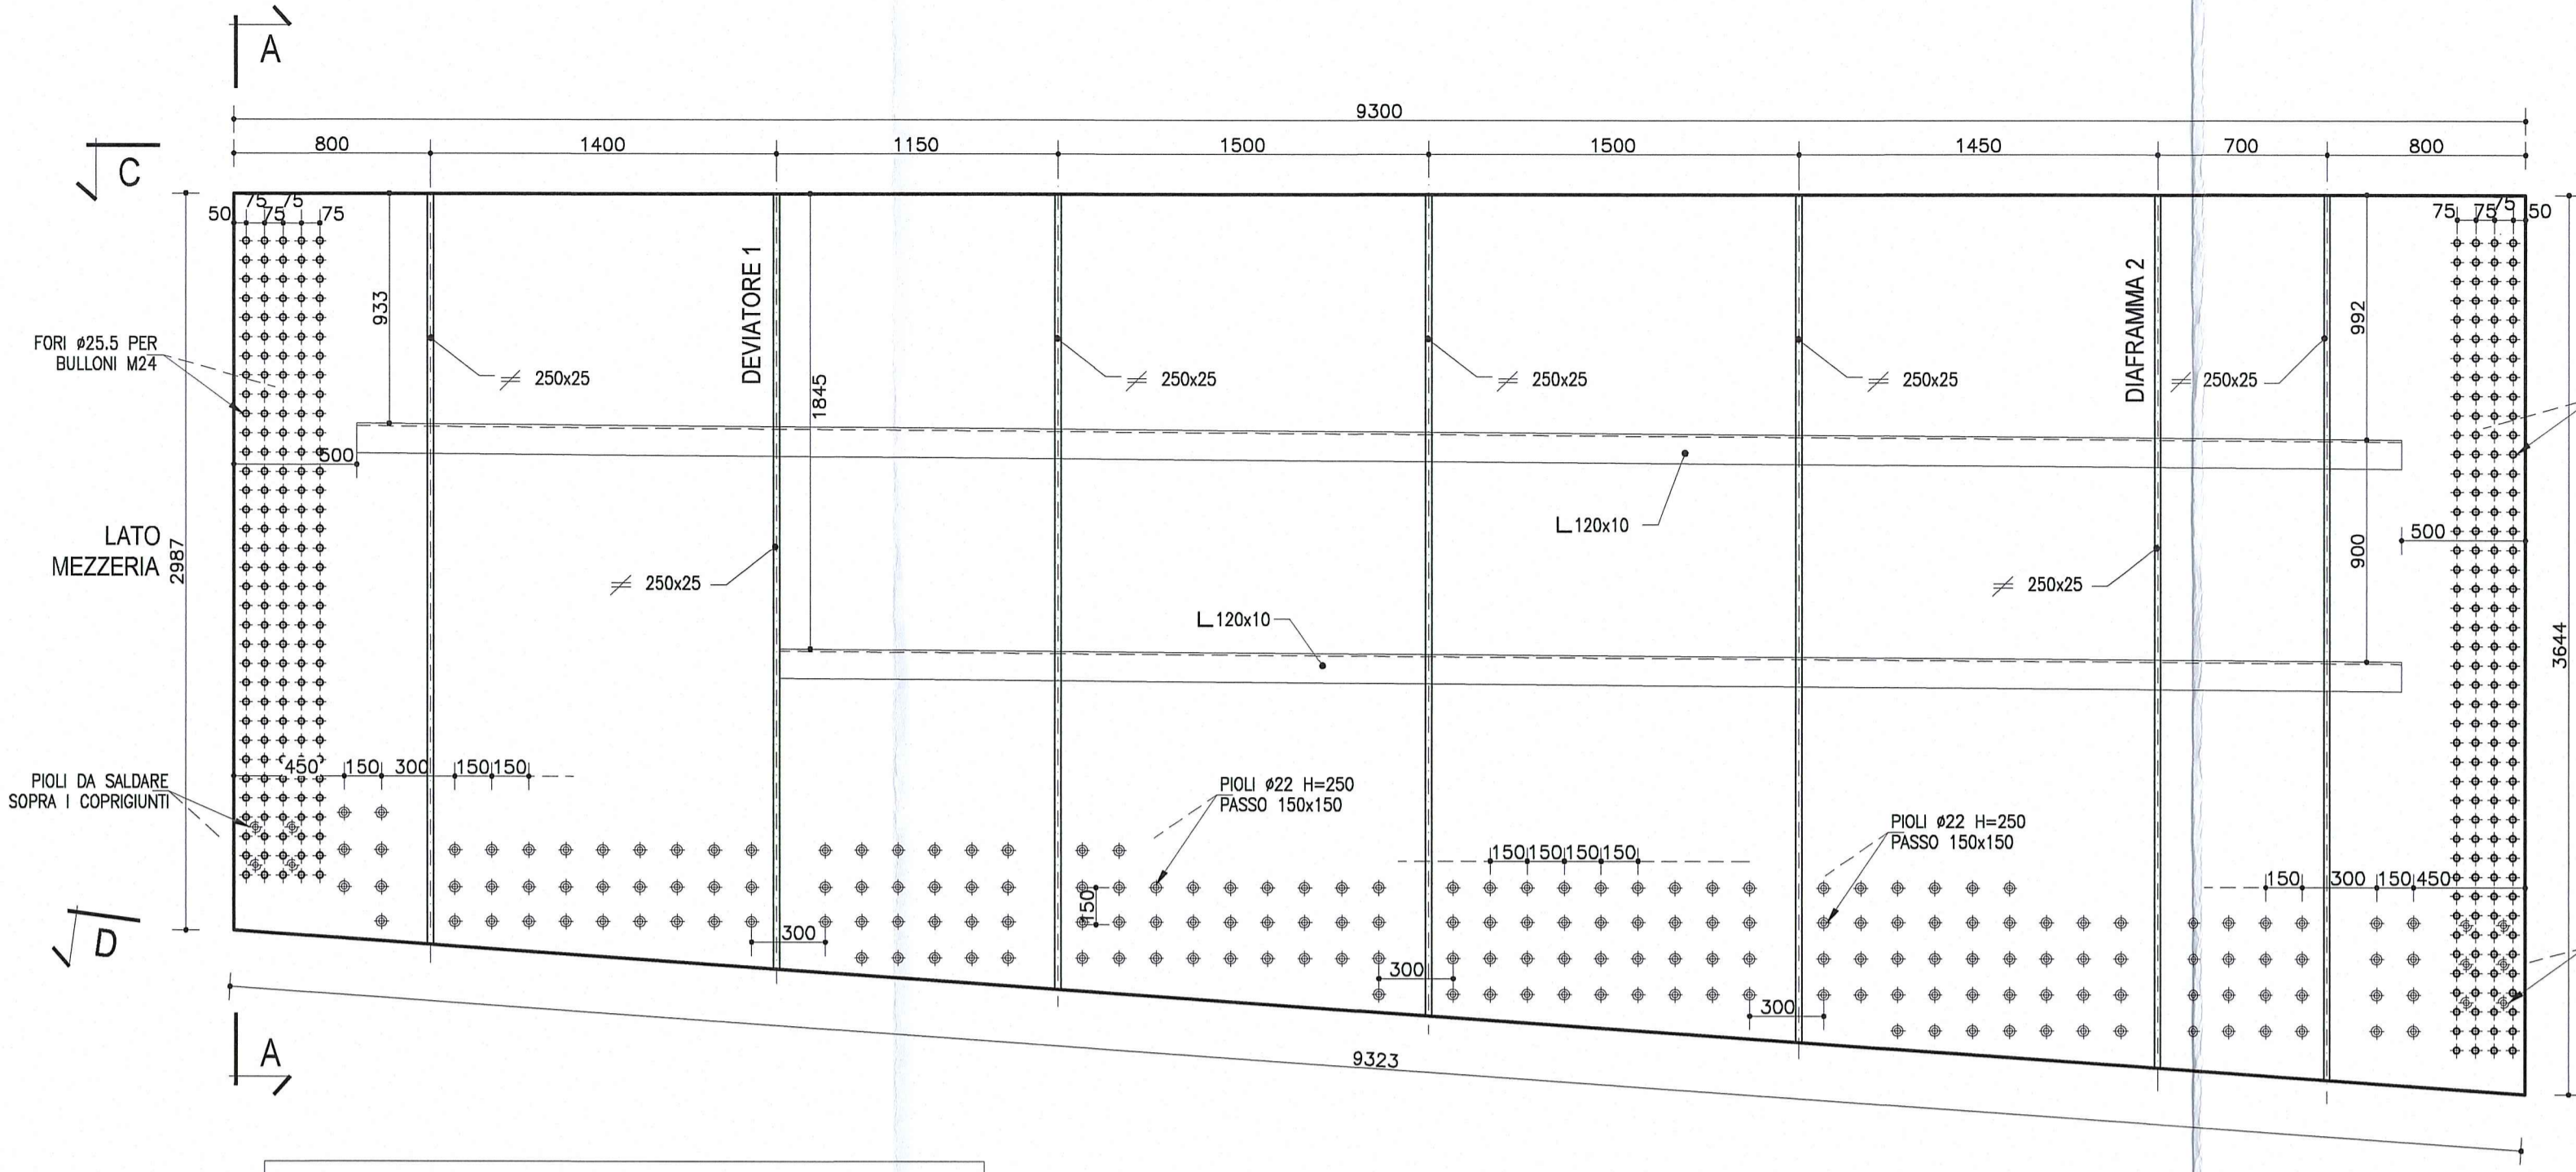 A
9300
800 1400 1150 1500 1500 1450 700 800
C
50 75 75 75 75
75 75 75 50
933
DEVIATORE 1
DIAFRAMMA 2
992
FORI ø25.5 PER
BULLONI M24
250x25
1845
250x25
250x25
250x25
250x25
500
LATO
MEZZERIA
2987
L120x10
500
900
250x25
250x25
L120x10
3644
450 150 300 150 150
PIOLI DA SALDARE
SOPRA I COPRIGIUNTI
PIOLI ø22 H=250
PASSO 150x150
PIOLI ø22 H=250
PASSO 150x150
150 150 150 150
150
150 300 150 450
300
300
300
D
A
9323